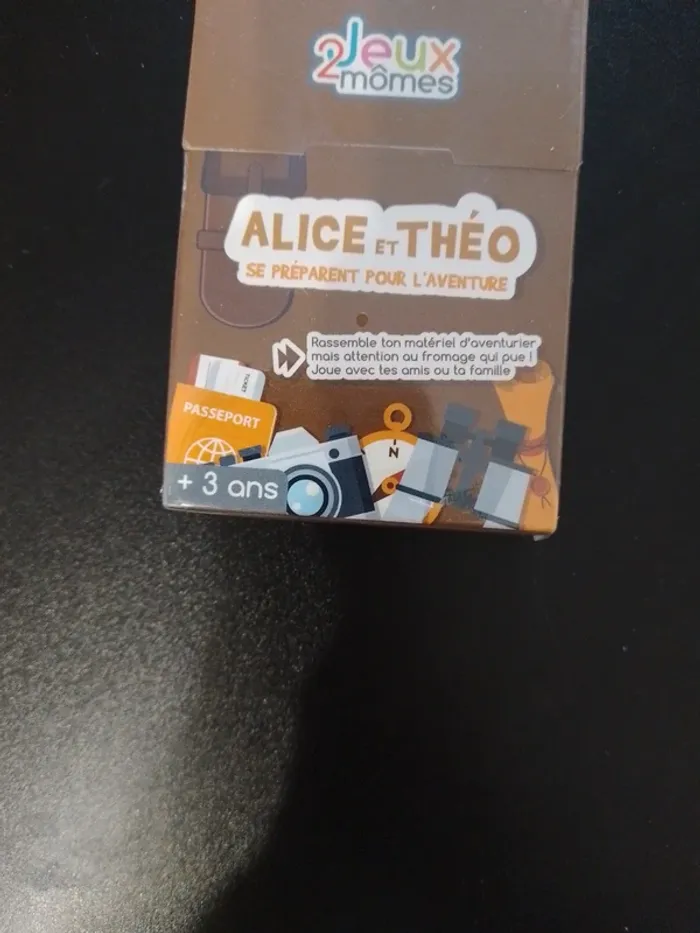 2Jeux
mômes
ALICE ET THÉO
SE PRÉPARENT POUR L'AVENTURE
Rassemble ton matériel d'aventurier
mais attention au fromage qui pue !
Joue avec tes amis ou ta famille
TICKET
PASSEPORT
N
+ 3 ans